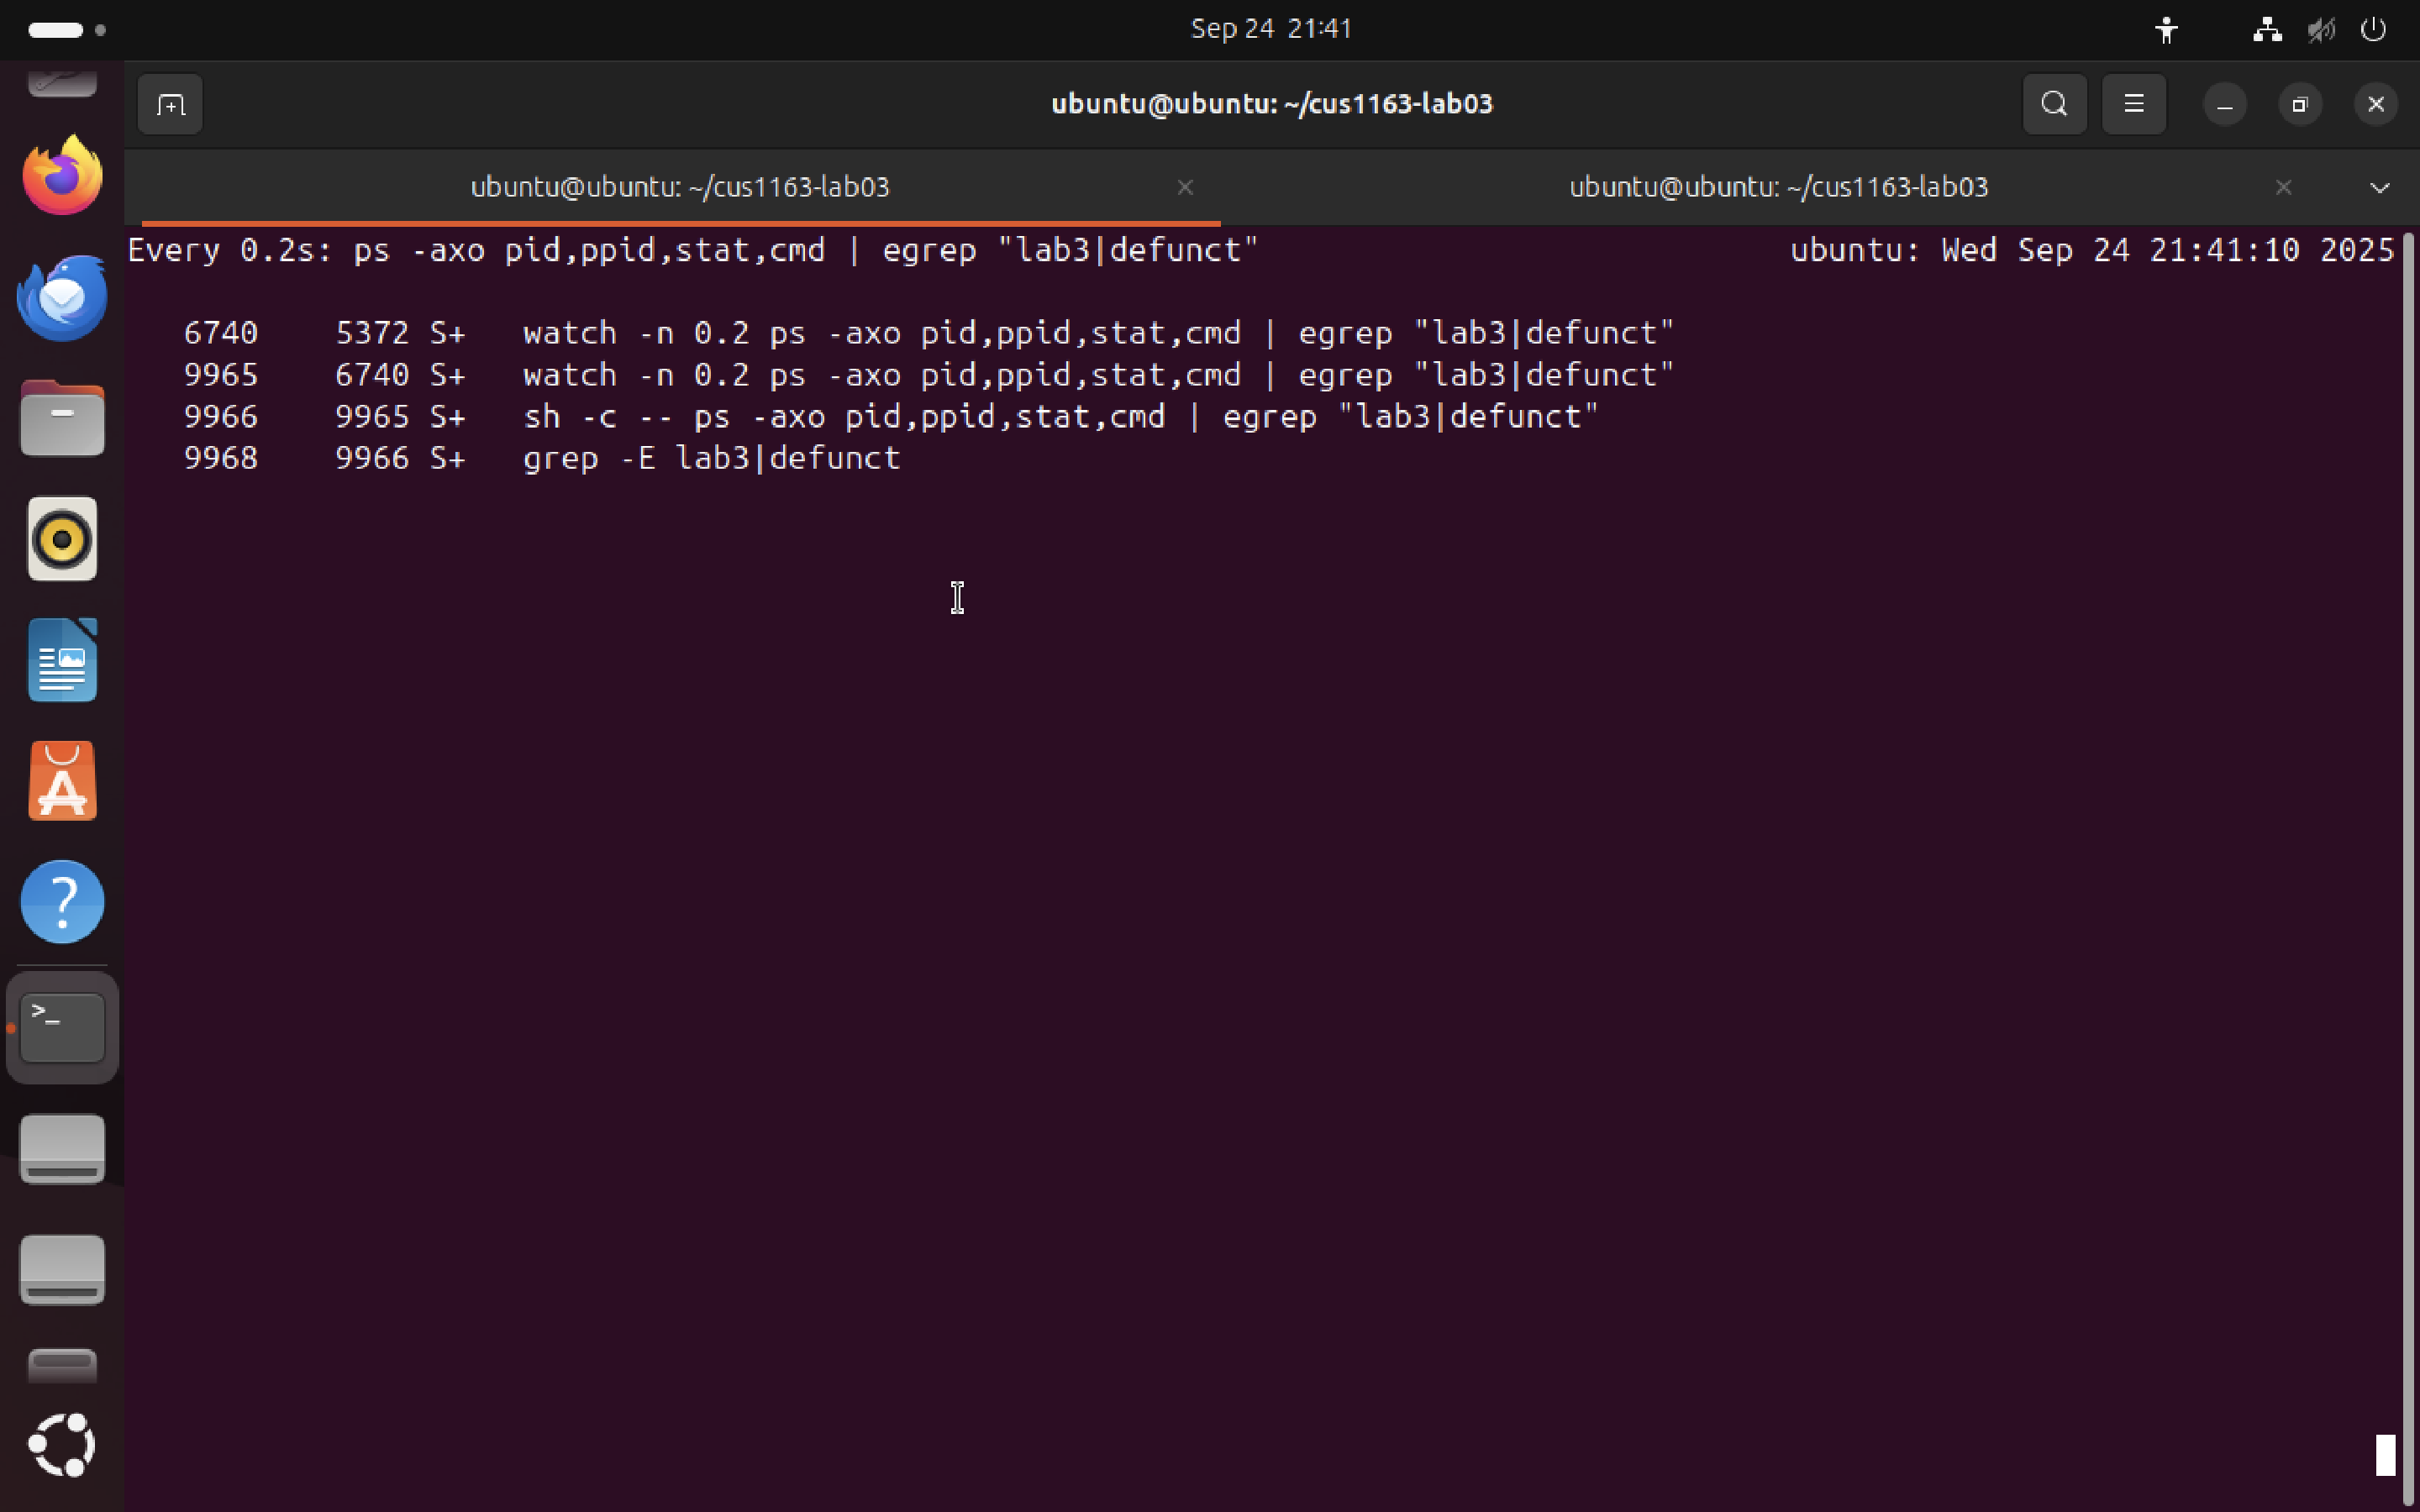 Sep 24 21:41
ubuntu@ubuntu: ~/cus1163-lab03
ubuntu@ubuntu: ~/cus1163-lab03
ubuntu@ubuntu: ~/cus1163-lab03
Every 0.2s: ps -axo pid,ppid,stat,cmd | egrep "lab3|defunct"
ubuntu: Wed Sep 24 21:41:10 2025
6740 5372 S+ watch -n 0.2 ps -axo pid,ppid,stat,cmd | egrep "lab3|defunct"
9965 6740 S+ watch -n 0.2 ps -axo pid,ppid,stat,cmd | egrep "lab3|defunct"
9966 9965 S+ sh -c -- ps -axo pid,ppid,stat,cmd | egrep "lab3|defunct"
9968 9966 S+ grep -E lab3|defunct